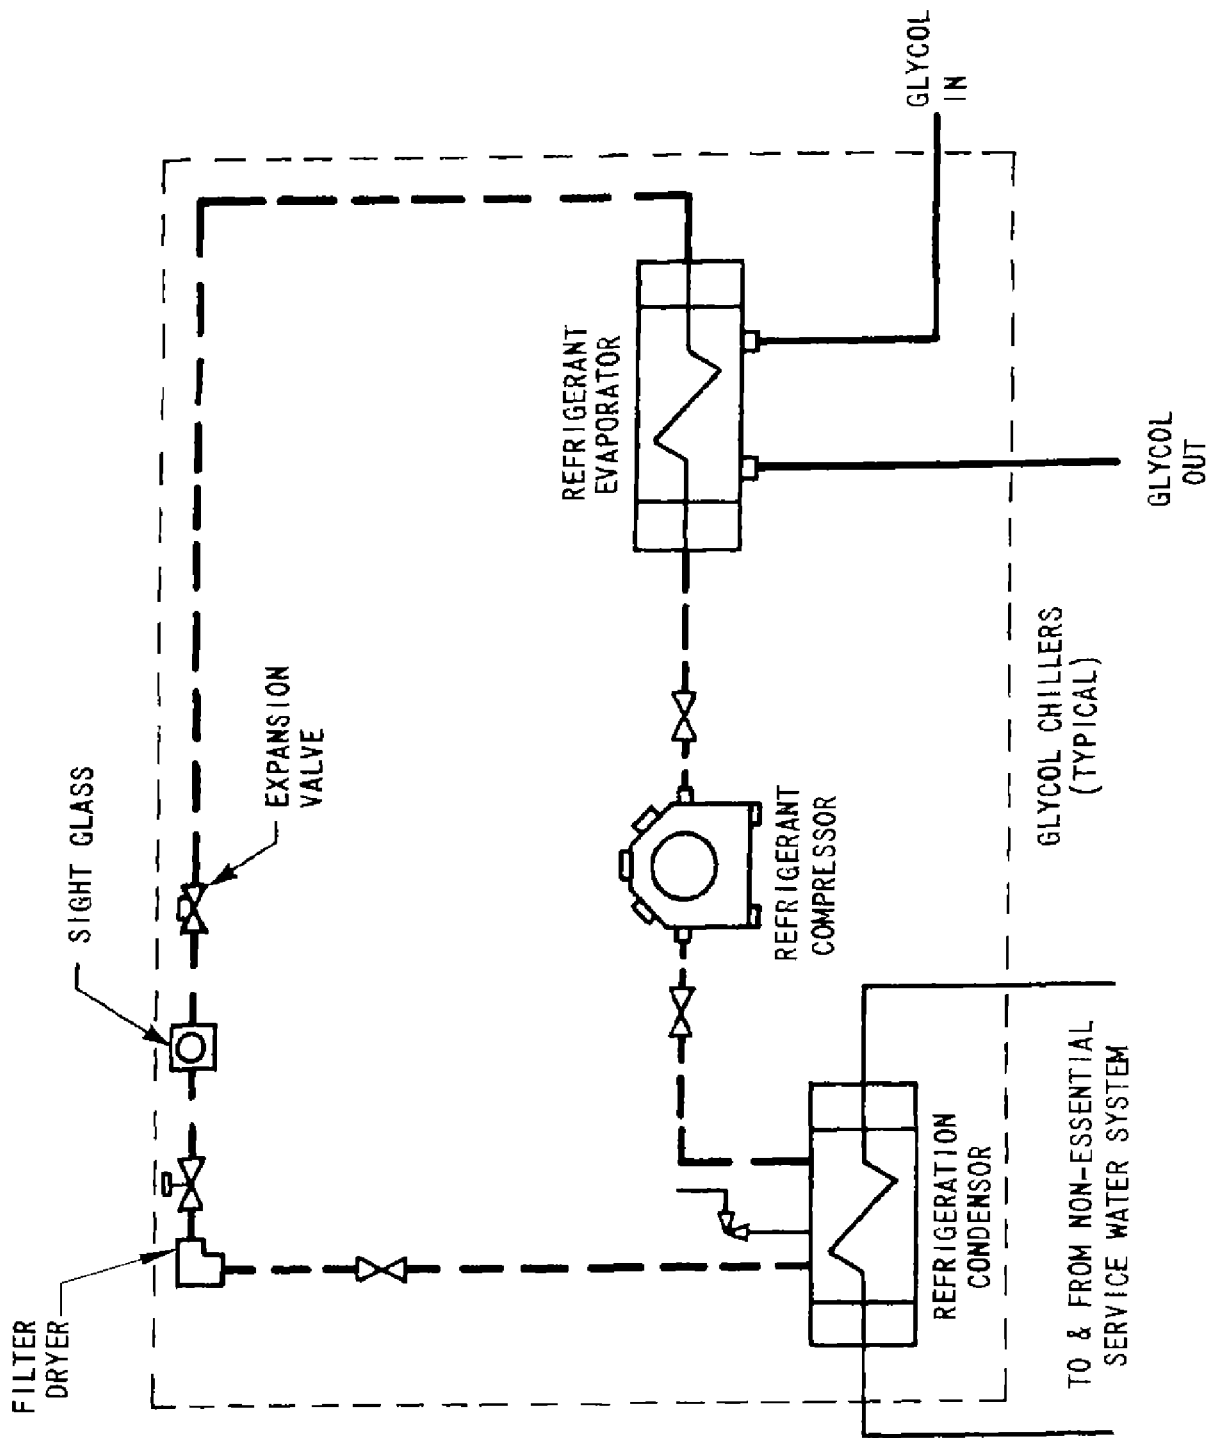 FILTER
DRYER
SIGHT GLASS
EXPANSION
VALVE
REFRIGERANT
EVAPORATOR
GLYCOL
IN
REFRIGERANT
COMPRESSOR
REFRIGERATION
CONDENSOR
GLYCOL
OUT
GLYCOL CHILLERS
(TYPICAL)
TO & FROM NON-ESSENTIAL
SERVICE WATER SYSTEM